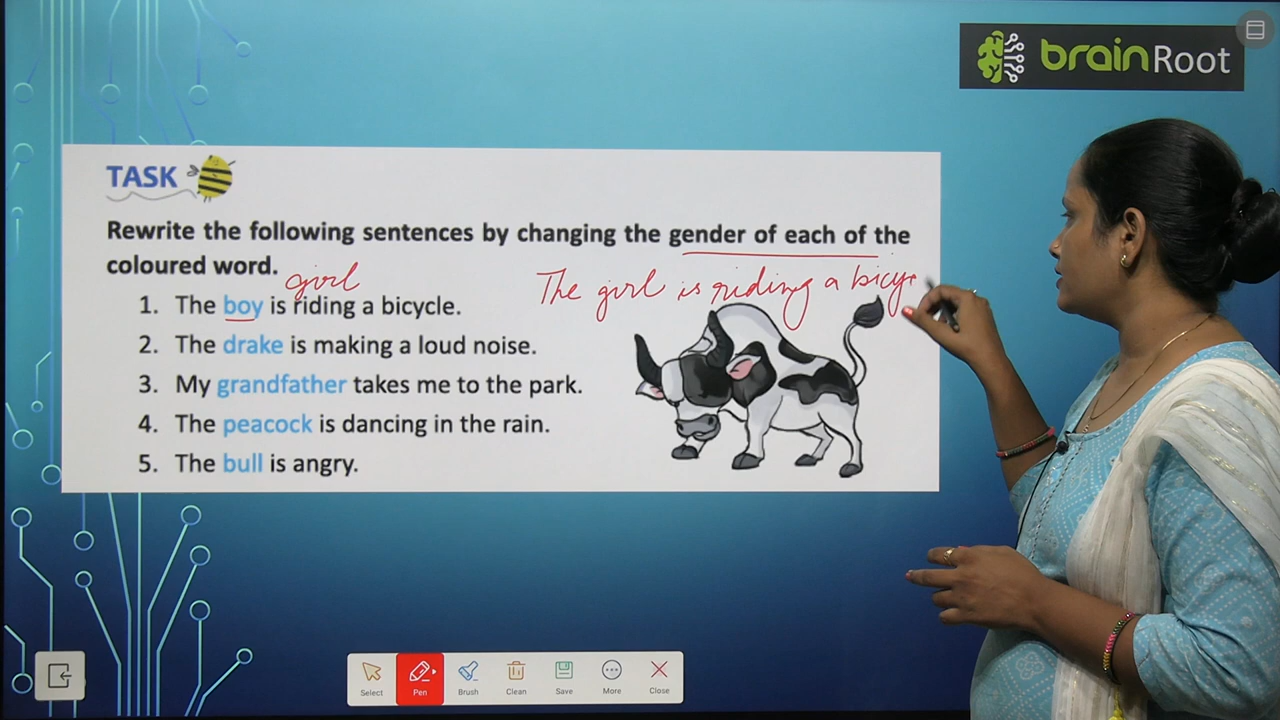 brainRoot
TASK
Rewrite the following sentences by changing the gender of each of the
coloured word.
girl
The girl is riding a bicyc
1. The boy is riding a bicycle.
2. The drake is making a loud noise.
3. My grandfather takes me to the park.
4. The peacock is dancing in the rain.
5. The bull is angry.
Select Pen Brush Clean Save More Close